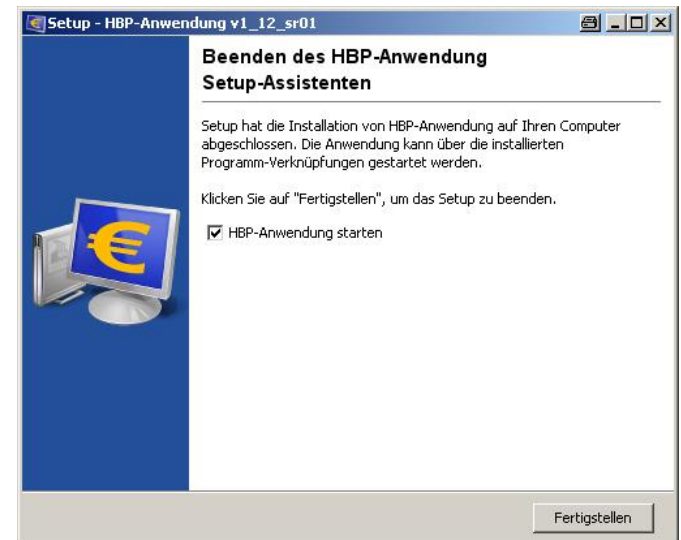 Setup - HBP-Anwendung v1_12_sr01
Beenden des HBP-Anwendung
Setup-Assistenten
Setup hat die Installation von HBP-Anwendung auf Ihren Computer
abgeschlossen. Die Anwendung kann über die installierten
Programm-Verknüpfungen gestartet werden.
Klicken Sie auf "Fertigstellen", um das Setup zu beenden.
HBP-Anwendung starten
€
Fertigstellen